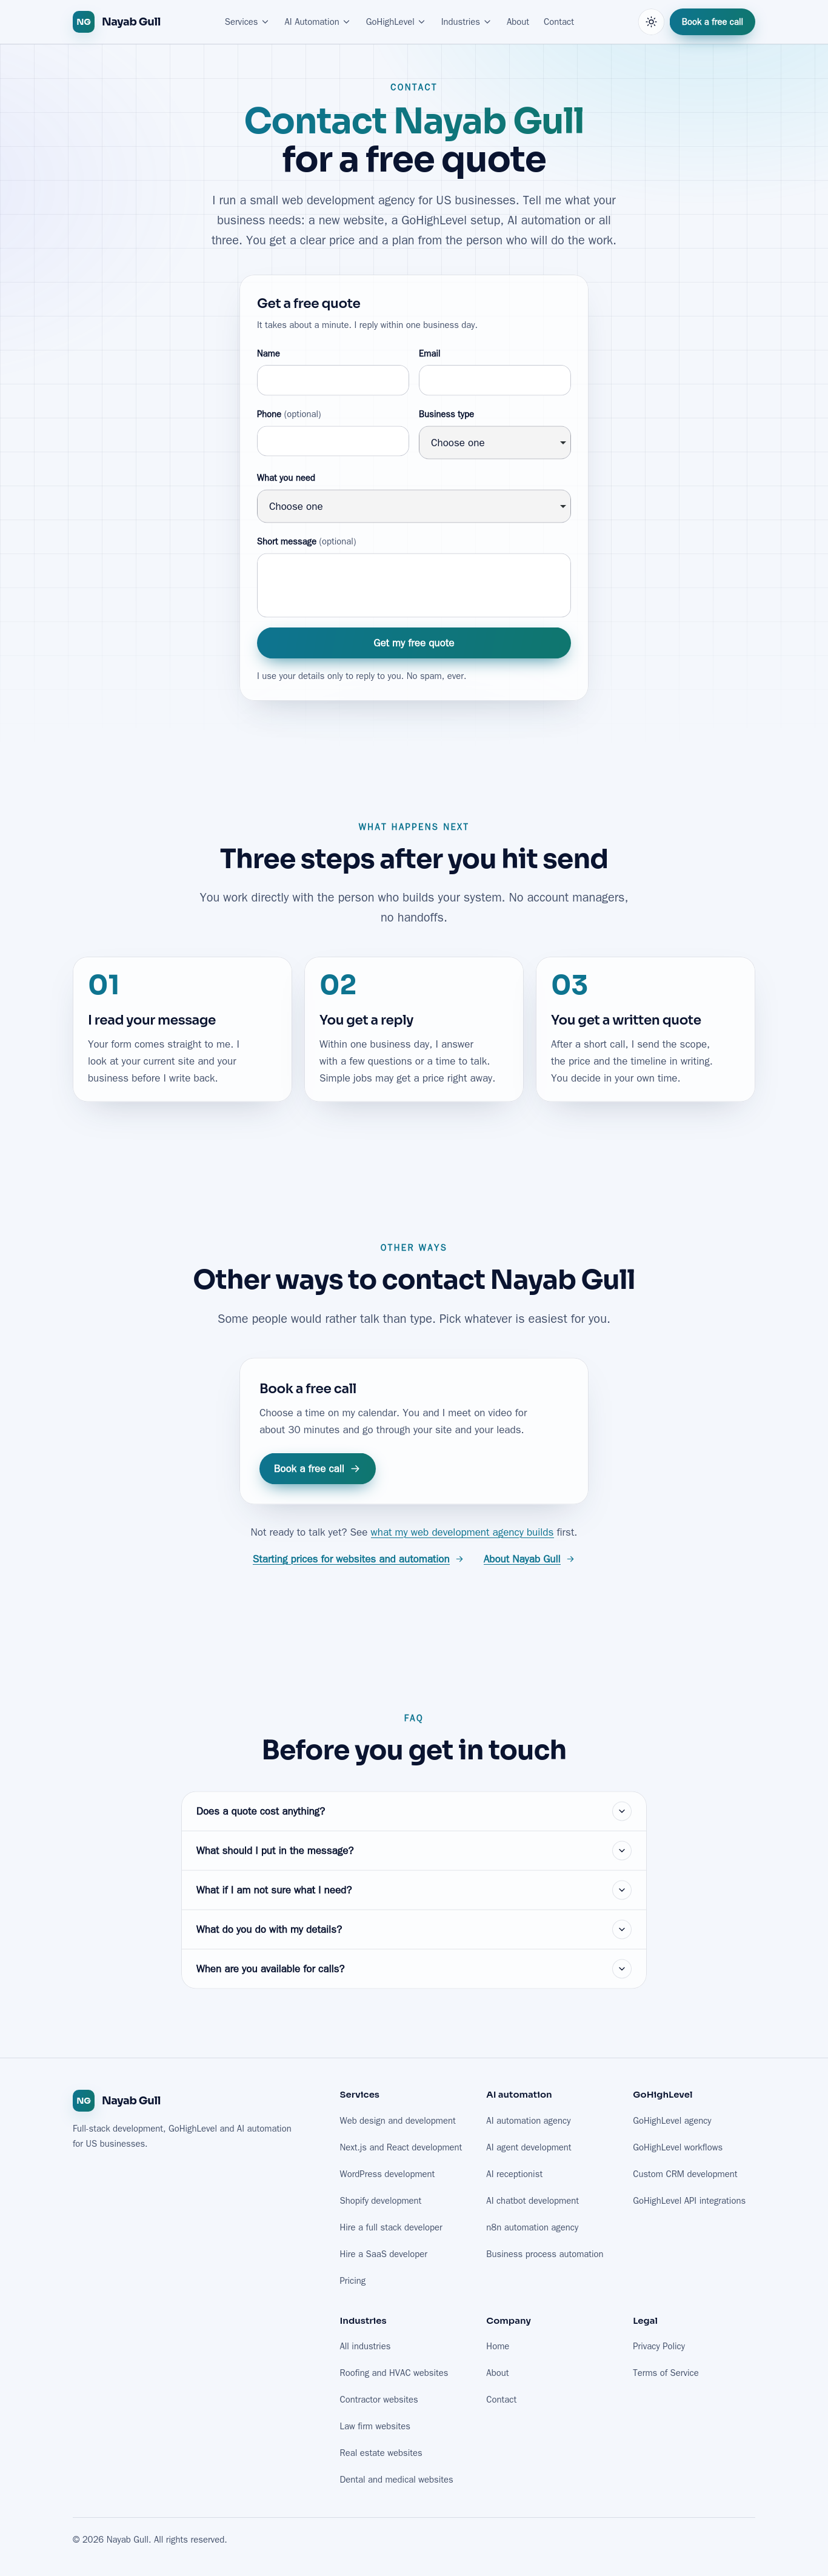 NG Nayab Gull
Services
AI Automation
GoHighLevel
Industries
About
Contact
Book a free call
CONTACT
Contact Nayab Gull
for a free quote
I run a small web development agency for US businesses. Tell me what your
business needs: a new website, a GoHighLevel setup, AI automation or all
three. You get a clear price and a plan from the person who will do the work.
Get a free quote
It takes about a minute. I reply within one business day.
Name
Email
Phone (optional)
Business type
Choose one
What you need
Choose one
Short message (optional)
Get my free quote
I use your details only to reply to you. No spam, ever.
WHAT HAPPENS NEXT
Three steps after you hit send
You work directly with the person who builds your system. No account managers,
no handoffs.
01
I read your message
Your form comes straight to me. I
look at your current site and your
business before I write back.
02
You get a reply
Within one business day, I answer
with a few questions or a time to talk.
Simple jobs may get a price right away.
03
You get a written quote
After a short call, I send the scope,
the price and the timeline in writing.
You decide in your own time.
OTHER WAYS
Other ways to contact Nayab Gull
Some people would rather talk than type. Pick whatever is easiest for you.
Book a free call
Choose a time on my calendar. You and I meet on video for
about 30 minutes and go through your site and your leads.
Book a free call →
Not ready to talk yet? See what my web development agency builds first.
Starting prices for websites and automation →
About Nayab Gull →
FAQ
Before you get in touch
Does a quote cost anything?
What should I put in the message?
What if I am not sure what I need?
What do you do with my details?
When are you available for calls?
NG Nayab Gull
Full-stack development, GoHighLevel and AI automation
for US businesses.
Services
Web design and development
Next.js and React development
WordPress development
Shopify development
Hire a full stack developer
Hire a SaaS developer
Pricing
AI automation
AI automation agency
AI agent development
AI receptionist
AI chatbot development
n8n automation agency
Business process automation
GoHighLevel
GoHighLevel agency
GoHighLevel workflows
Custom CRM development
GoHighLevel API integrations
Industries
All industries
Roofing and HVAC websites
Contractor websites
Law firm websites
Real estate websites
Dental and medical websites
Company
Home
About
Contact
Legal
Privacy Policy
Terms of Service
© 2026 Nayab Gull. All rights reserved.